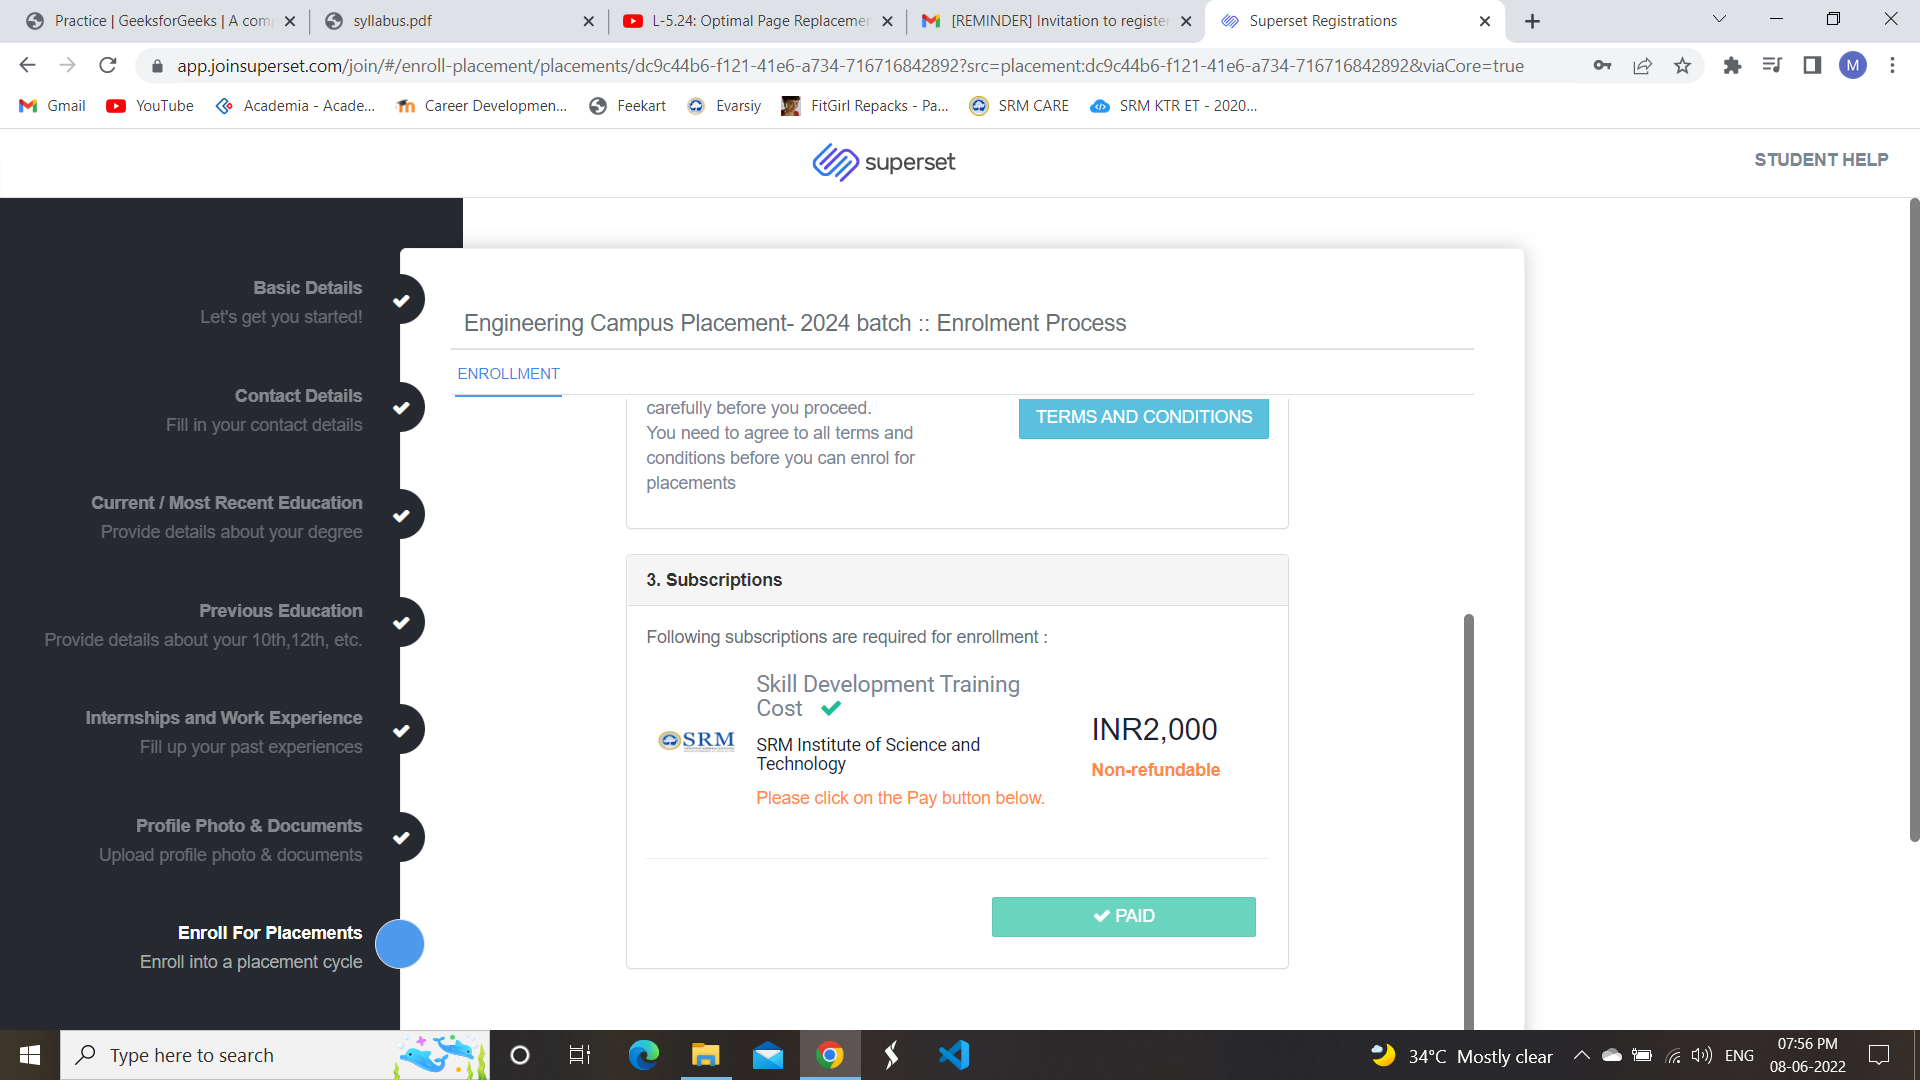 Practice | GeeksforGeeks | A com
syllabus.pdf
L-5.24: Optimal Page Replacemen
[REMINDER] Invitation to register
Superset Registrations
app.joinsuperset.com/join/#/enroll-placement/placements/dc9c44b6-f121-41e6-a734-716716842892?src=placement:dc9c44b6-f121-41e6-a734-716716842892&viaCore=true
M
Gmail
YouTube
Academia - Acade...
Career Developmen...
Feekart
Evarsiy
FitGirl Repacks - Pa...
SRM CARE
SRM KTR ET - 2020...
superset
STUDENT HELP
Basic Details
Let's get you started!
Contact Details
Fill in your contact details
Current / Most Recent Education
Provide details about your degree
Previous Education
Provide details about your 10th,12th, etc.
Internships and Work Experience
Fill up your past experiences
Profile Photo & Documents
Upload profile photo & documents
Enroll For Placements
Enroll into a placement cycle
Engineering Campus Placement- 2024 batch :: Enrolment Process
ENROLLMENT
carefully before you proceed.
You need to agree to all terms and
conditions before you can enrol for
placements
TERMS AND CONDITIONS
3. Subscriptions
Following subscriptions are required for enrollment :
SRM
Skill Development Training
Cost
SRM Institute of Science and
Technology
Please click on the Pay button below.
INR2,000
Non-refundable
PAID
Type here to search
34°C Mostly clear
ENG
07:56 PM
08-06-2022